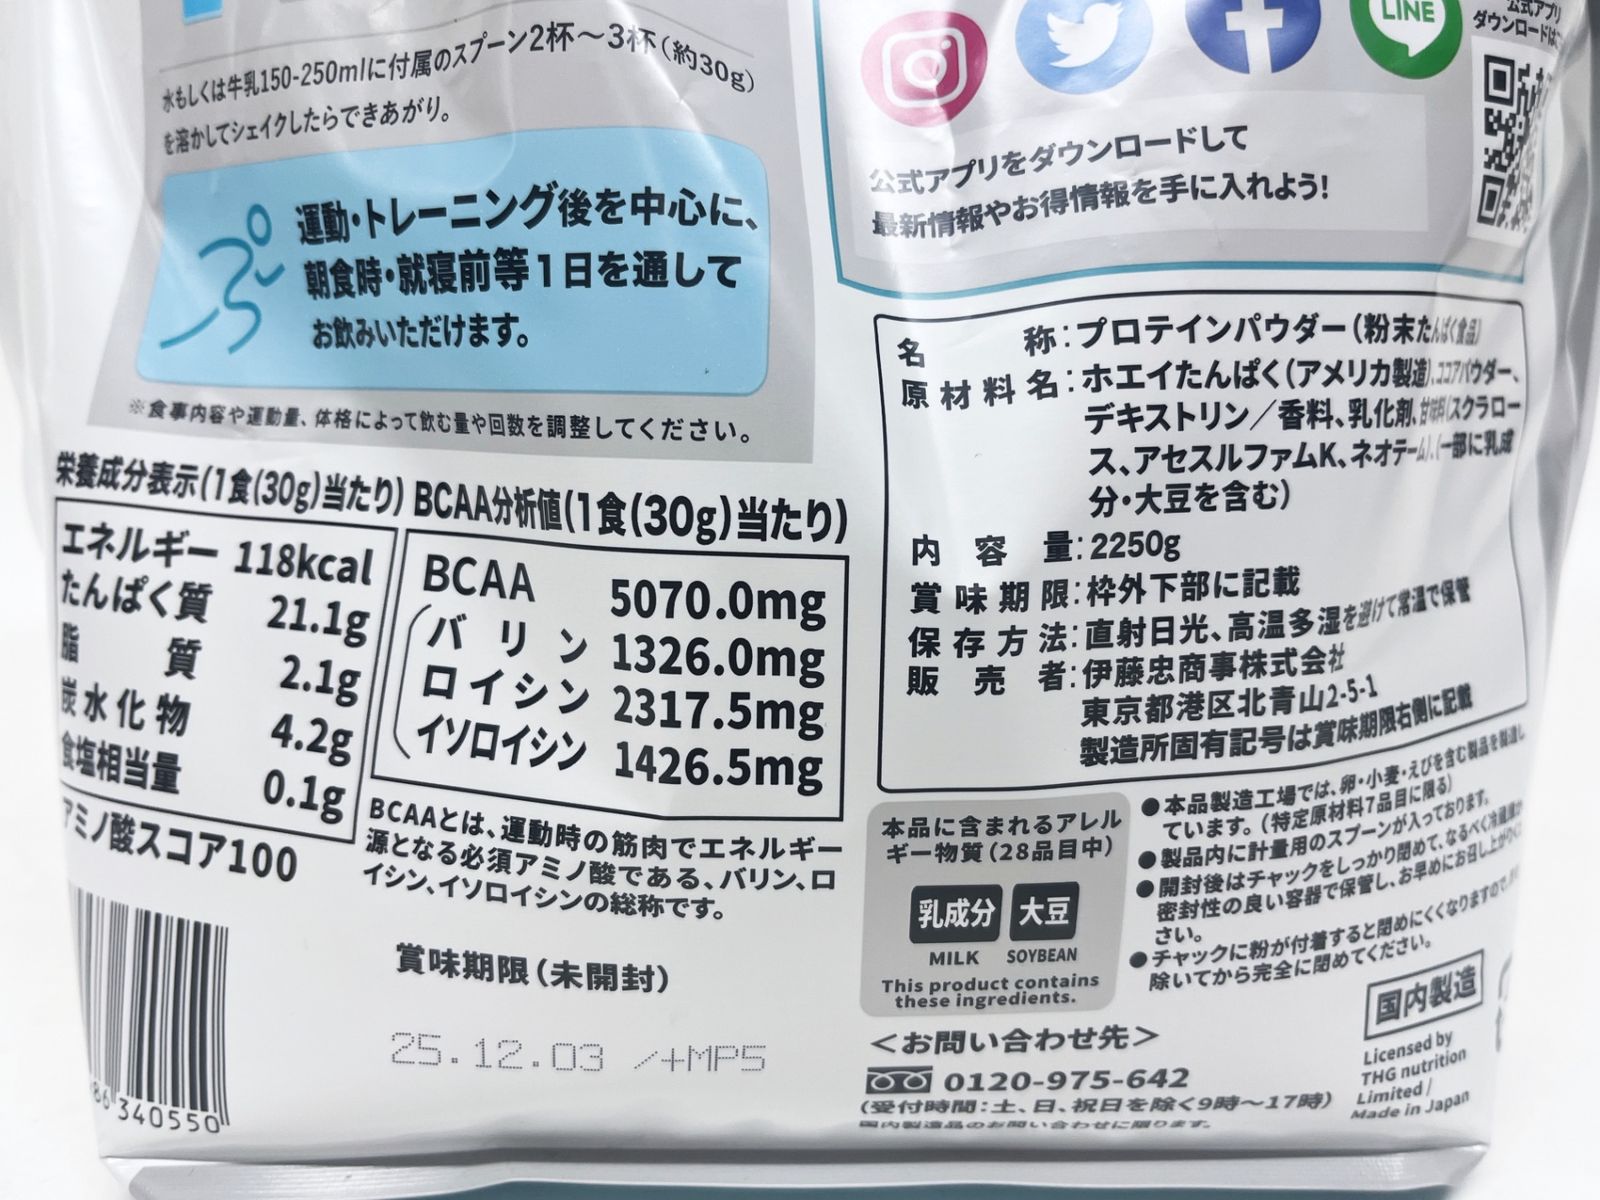 水もしくは牛乳150-250mlに付属のスプーン2杯～3杯（約30g）
を溶かしてシェイクしたらできあがり。
運動・トレーニング後を中心に、
朝食時・就寝前等1日を通して
お飲みいただけます。
※食事内容や運動量、体格によって飲む量や回数を調整してください。
栄養成分表示(1食(30g)当たり)
エネルギー 118kcal
たんぱく質 21.1g
脂質 2.1g
炭水化物 4.2g
食塩相当量 0.1g
アミノ酸スコア100
BCAA分析値(1食(30g)当たり)
BCAA 5070.0mg
バリン 1326.0mg
ロイシン 2317.5mg
イソロイシン 1426.5mg
BCAAとは、運動時の筋肉でエネルギー
源となる必須アミノ酸である、バリン、ロ
イシン、イソロイシンの総称です。
賞味期限（未開封）
25.12.03 /+MP5
86 340550
LINE
公式アプリ
ダウンロードは
公式アプリをダウンロードして
最新情報やお得情報を手に入れよう!
名称：プロテインパウダー（粉末たんぱく食品）
原材料名：ホエイたんぱく（アメリカ製造）、ココアパウダー、
デキストリン／香料、乳化剤、甘味料（スクラロー
ス、アセスルファムK、ネオテーム）、（一部に乳成
分・大豆を含む）
内容量：2250g
賞味期限：枠外下部に記載
保存方法：直射日光、高温多湿を避けて常温で保管
販売者：伊藤忠商事株式会社
東京都港区北青山2-5-1
製造所固有記号は賞味期限右側に記載
本品に含まれるアレル
ギー物質（28品目中）
乳成分 大豆
MILK SOYBEAN
This product contains
these ingredients.
●本品製造工場では、卵・小麦・えびを含む製品を製造し
ています。（特定原材料7品目に限る）
●製品内に計量用のスプーンが入っております。
●開封後はチャックをしっかり閉めて、なるべく冷蔵庫か
密封性の良い容器で保管し、お早めにお召し上がりく
さい。
●チャックに粉が付着すると閉めにくくなりますので、
除いてから完全に閉めてください。
＜お問い合わせ先＞
0120-975-642
（受付時間：土、日、祝日を除く9時～17時）
国内製造品のお問い合わせに限ります。
国内製造
Licensed by
THG nutrition
Limited /
Made in Japan